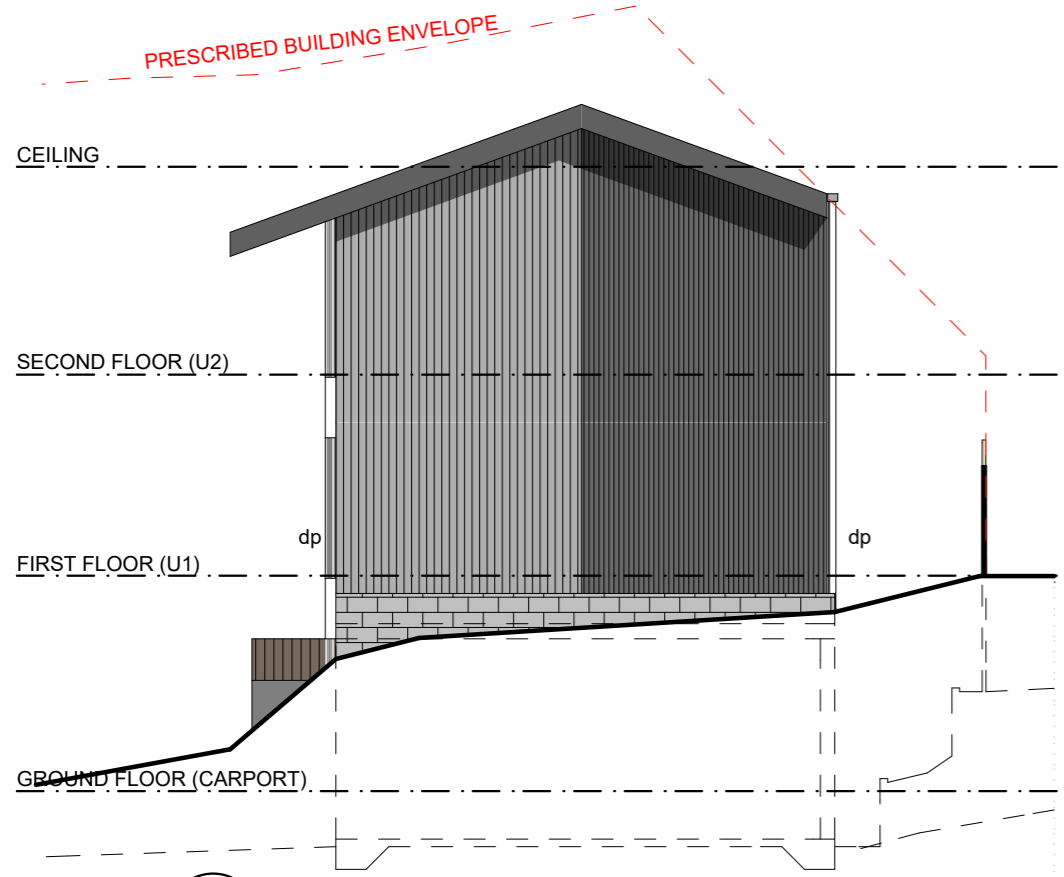 PRESCRIBED BUILDING ENVELOPE
CEILING
SECOND FLOOR (U2)
dp
dp
FIRST FLOOR (U1)
GROUND FLOOR (CARPORT)